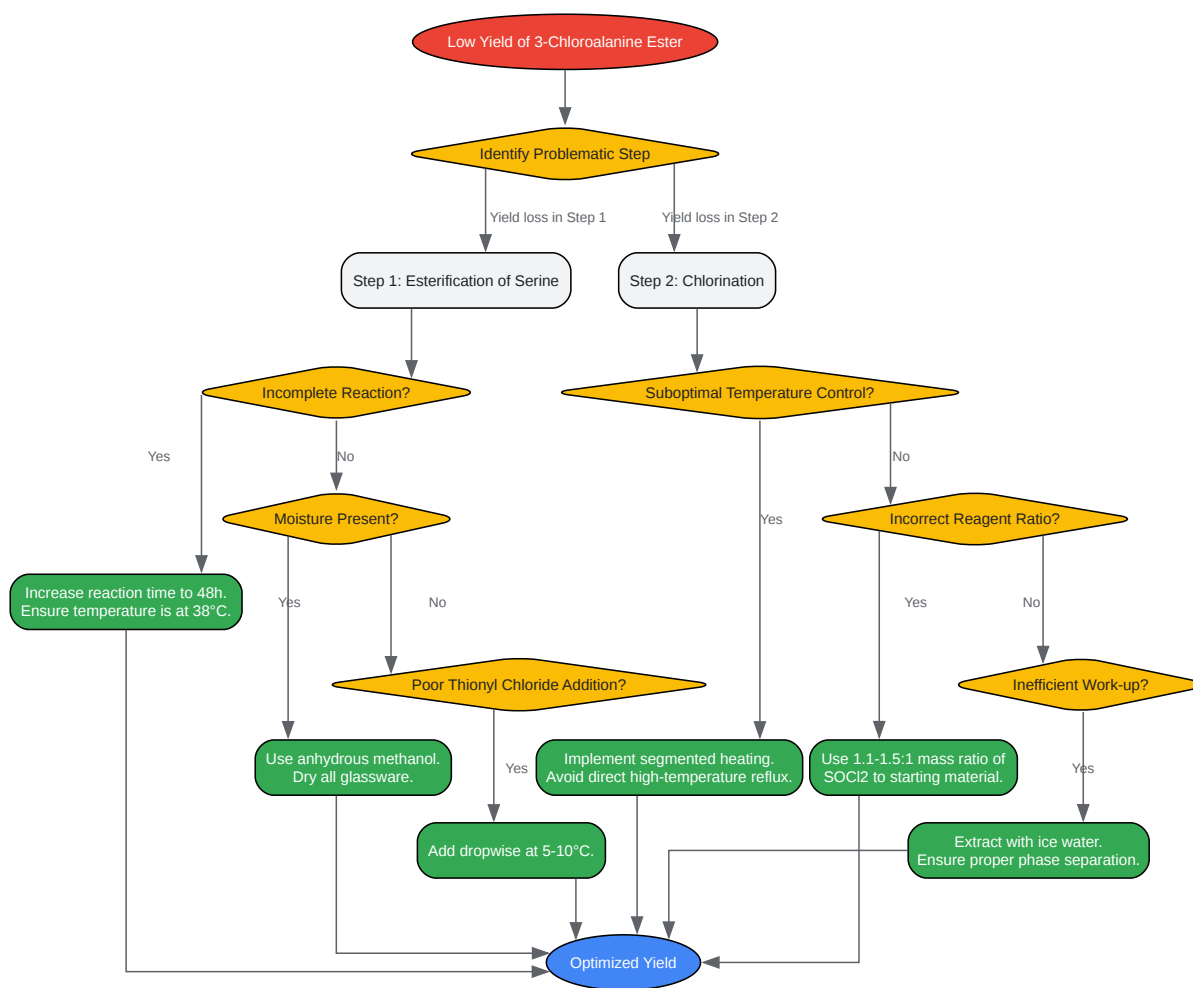 Low Yield of 3-Chloroalanine Ester
Identify Problematic Step
Yield loss in Step 1
Yield loss in Step 2
Step 1: Esterification of Serine
Step 2: Chlorination
Incomplete Reaction?
Suboptimal Temperature Control?
Yes
No
No
Moisture Present?
Yes
Incorrect Reagent Ratio?
Increase reaction time to 48h.
Ensure temperature is at 38°C.
Yes
No
Yes
No
Poor Thionyl Chloride Addition?
Inefficient Work-up?
Use anhydrous methanol.
Dry all glassware.
Yes
Implement segmented heating.
Avoid direct high-temperature reflux.
Use 1.1-1.5:1 mass ratio of
SOCl2 to starting material.
Yes
Add dropwise at 5-10°C.
Extract with ice water.
Ensure proper phase separation.
Optimized Yield